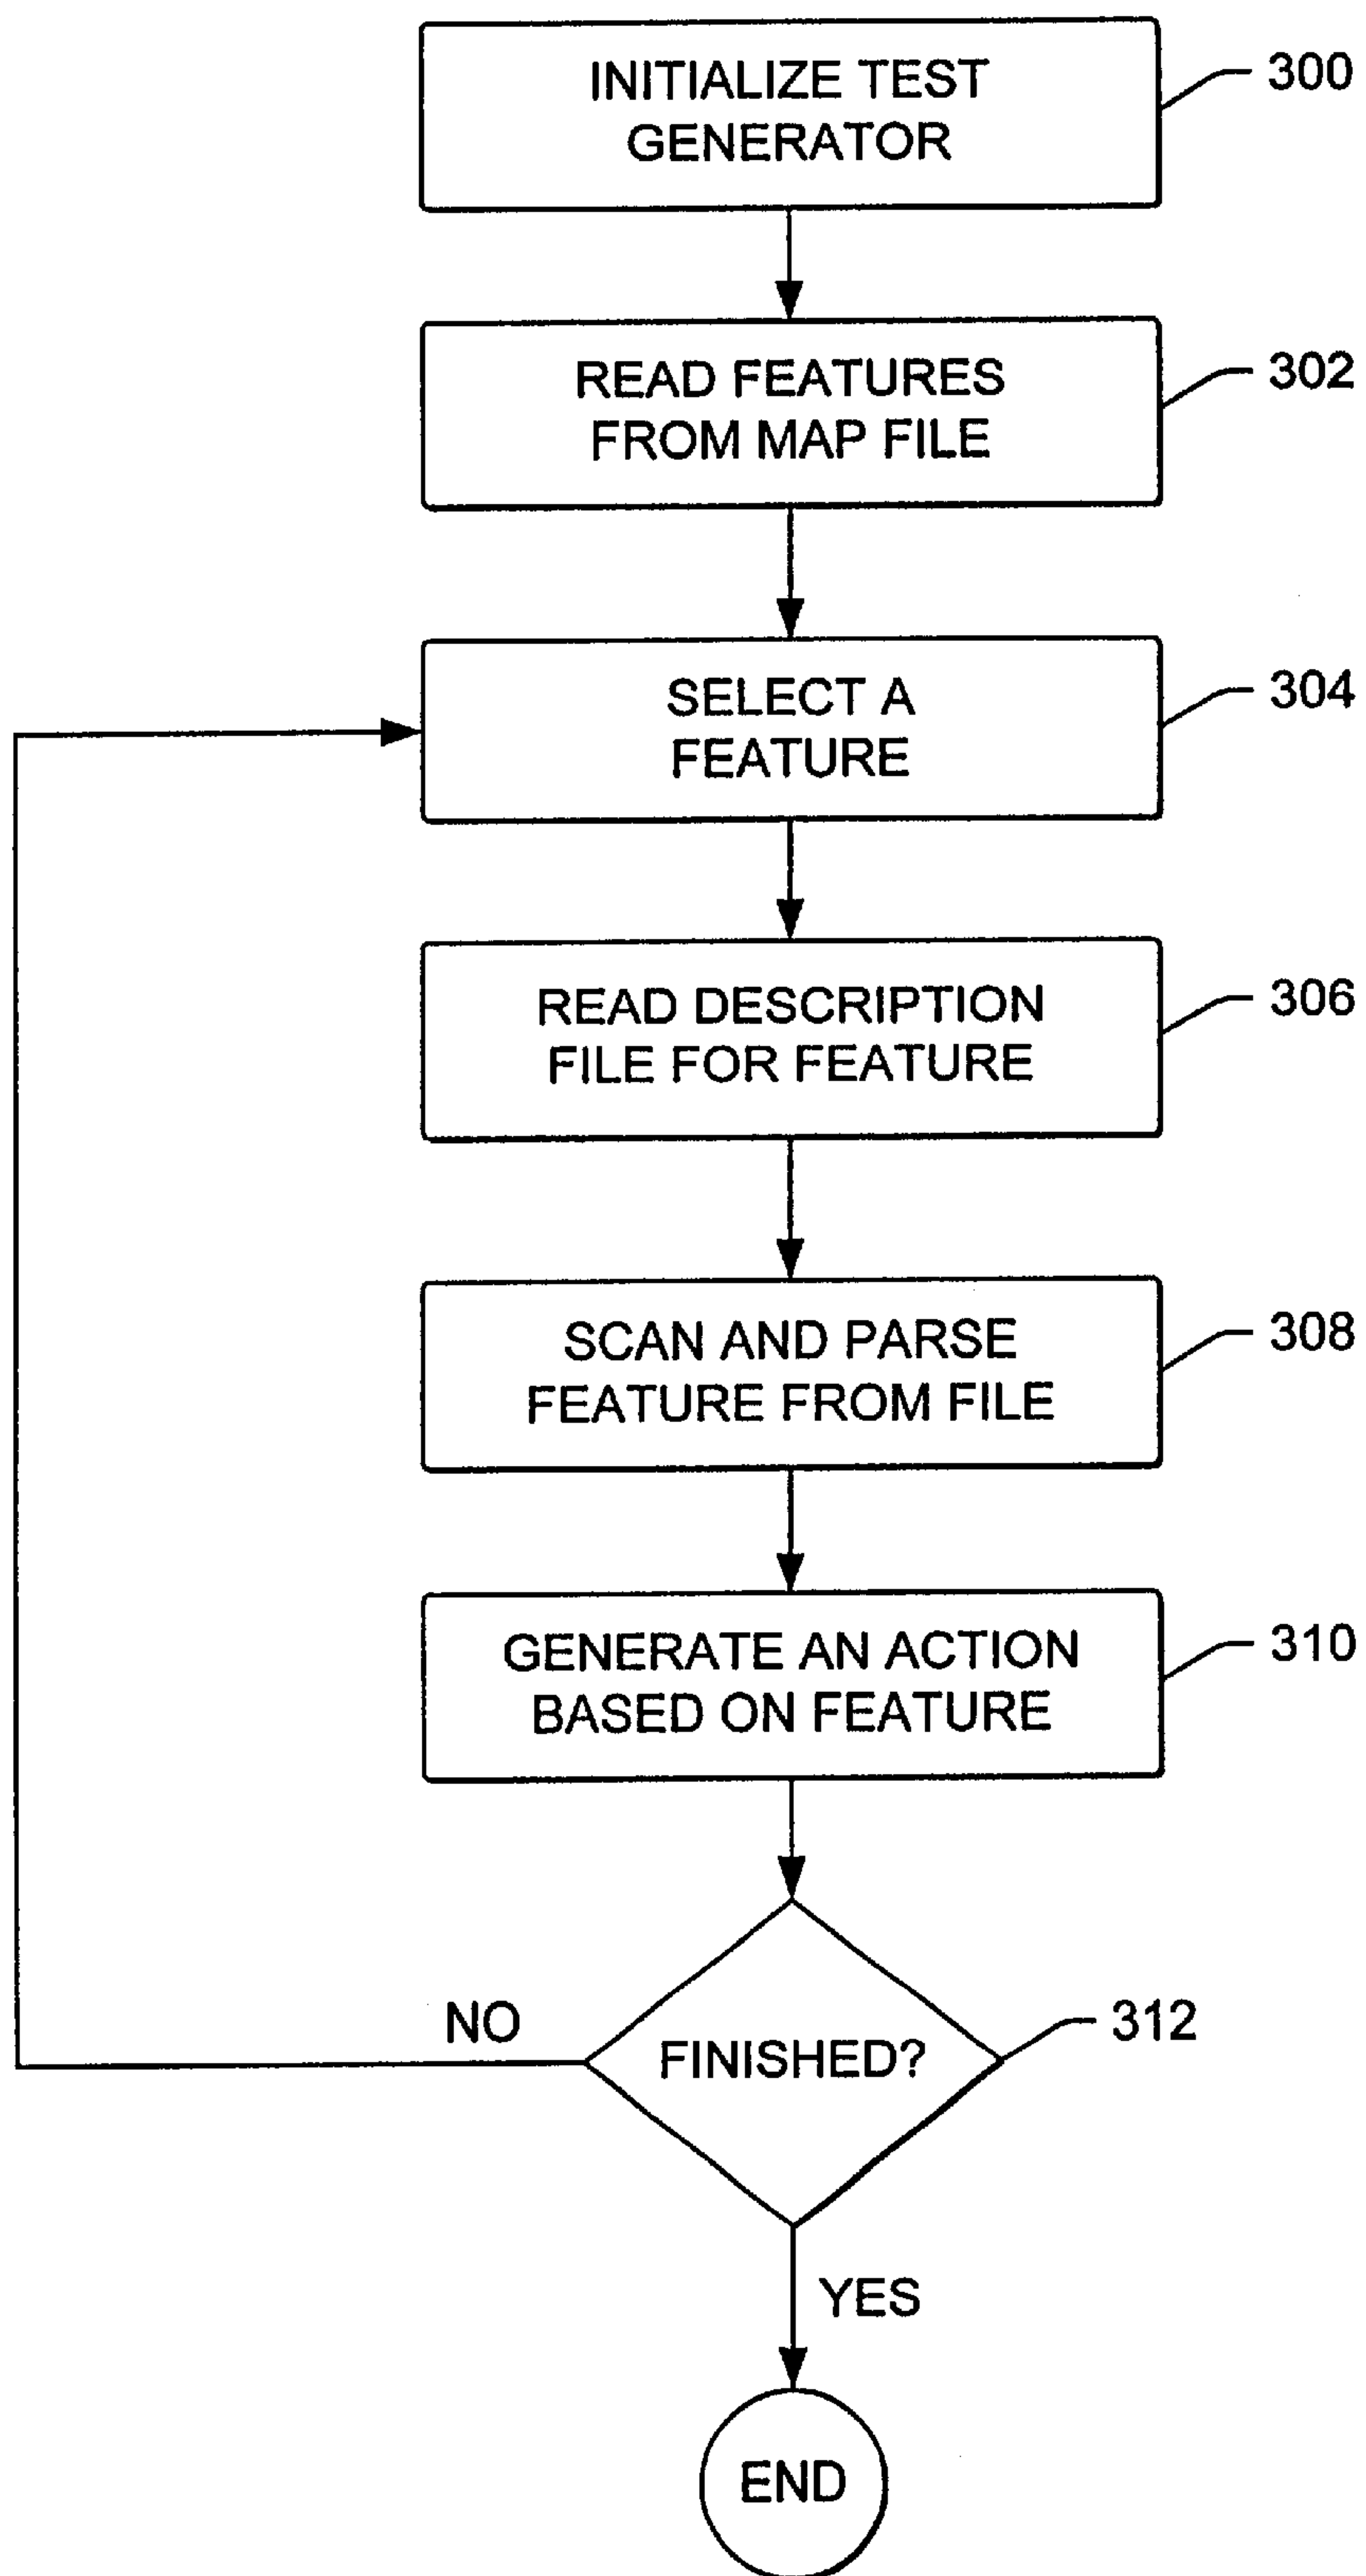 INITIALIZE TEST
GENERATOR
300
READ FEATURES
FROM MAP FILE
302
SELECT A
FEATURE
304
READ DESCRIPTION
FILE FOR FEATURE
306
SCAN AND PARSE
FEATURE FROM FILE
308
GENERATE AN ACTION
BASED ON FEATURE
310
NO
FINISHED?
312
YES
END